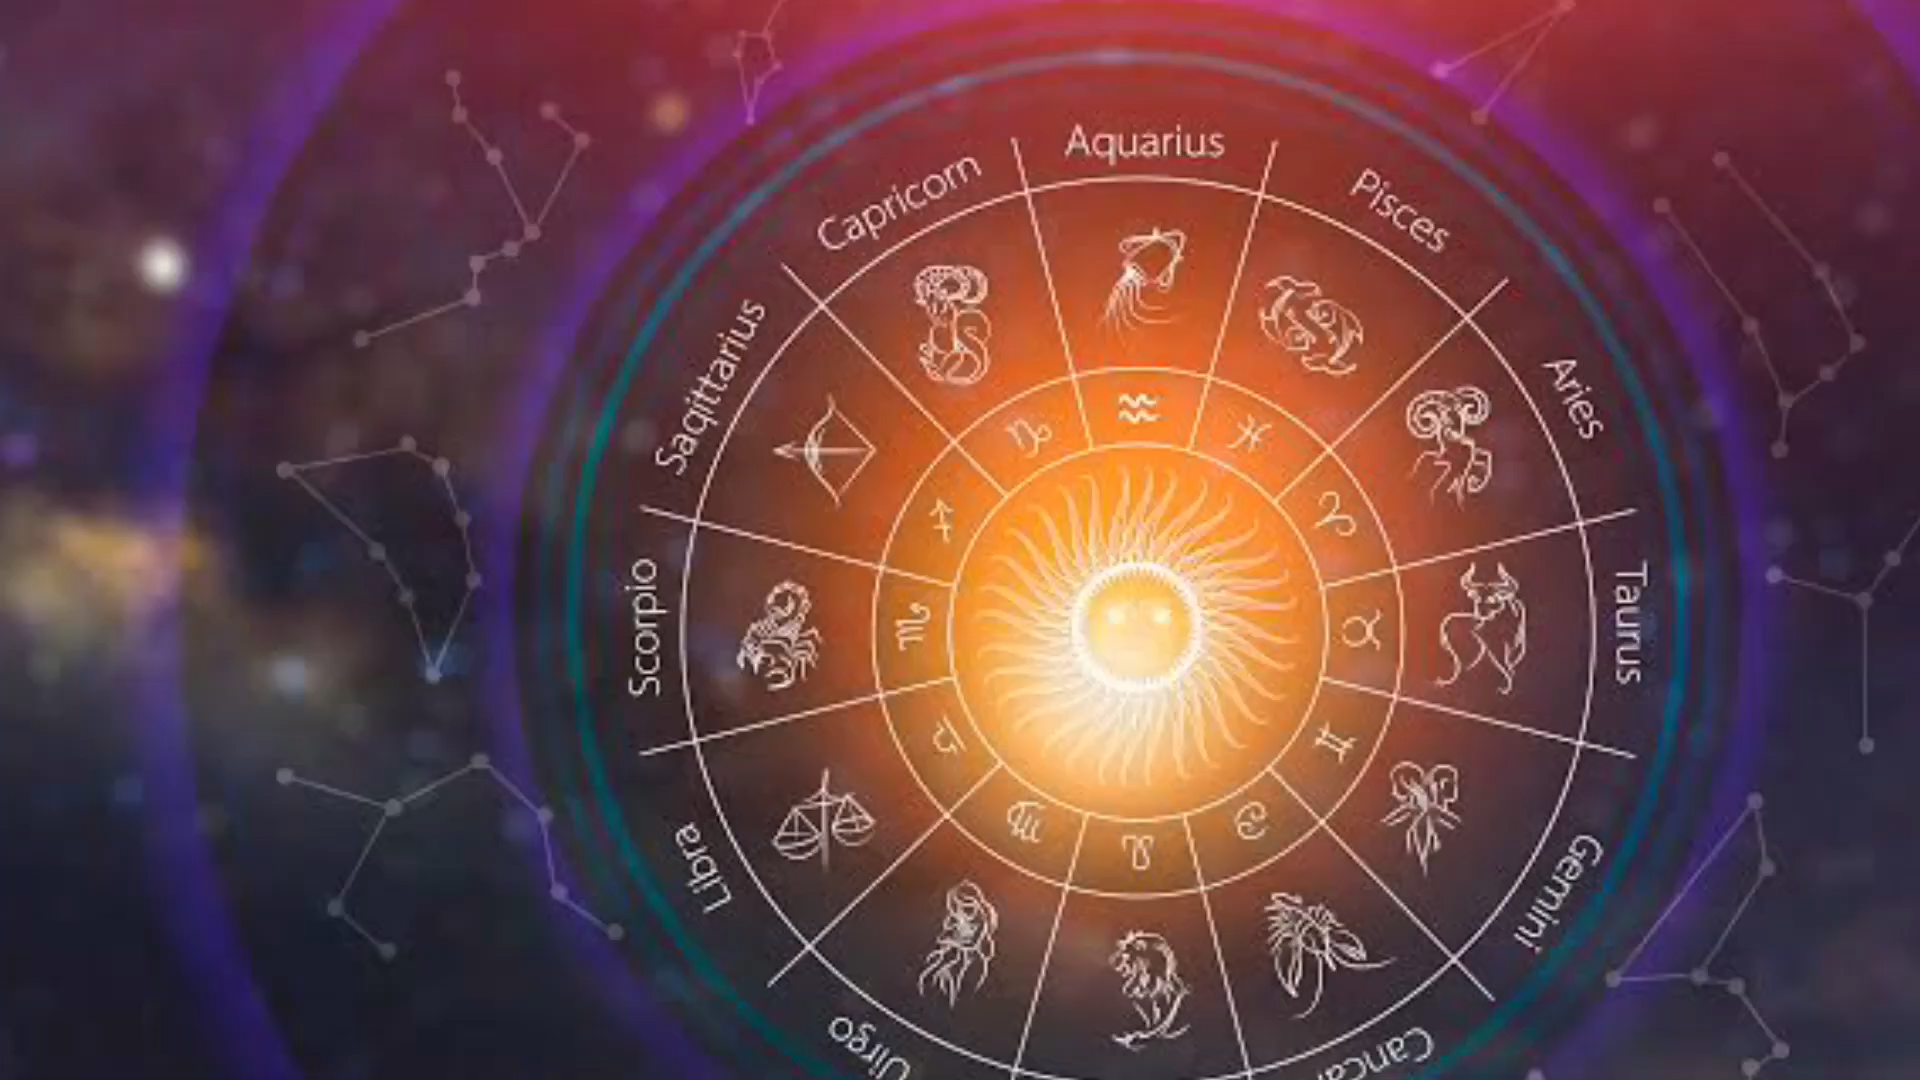 Aquarius
Pisces
Aries
Taurus
Gemini
Virgo
Libra
Scorpio
Sagittarius
Capricorn